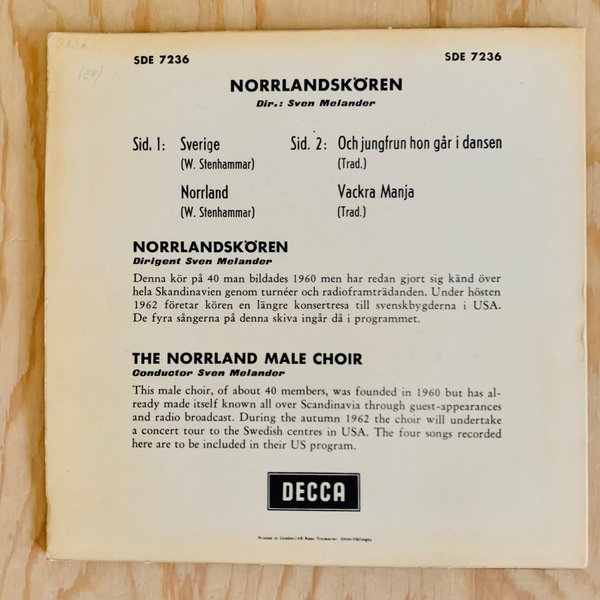 7236
(EP)
SDE 7236 SDE 7236
NORRLANDSKÖREN
Dir.: Sven Melander
Sid. 1: Sverige Sid. 2: Och jungfrun hon går i dansen
(W. Stenhammar) (Trad.)
Norrland Vackra Manja
(W. Stenhammar) (Trad.)
NORRLANDSKÖREN
Dirigent Sven Melander
Denna kör på 40 man bildades 1960 men har redan gjort sig känd över
hela Skandinavien genom turnéer och radioframträdanden. Under hösten
1962 företar kören en längre konsertresa till svenskbygderna i USA.
De fyra sångerna på denna skiva ingår då i programmet.
THE NORRLAND MALE CHOIR
Conductor Sven Melander
This male choir, of about 40 members, was founded in 1960 but has al-
ready made itself known all over Scandinavia through guest-appearances
and radio broadcast. During the autumn 1962 the choir will undertake
a concert tour to the Swedish centres in USA. The four songs recorded
here are to be included in their US program.
DECCA
Printed in Sweden/AB